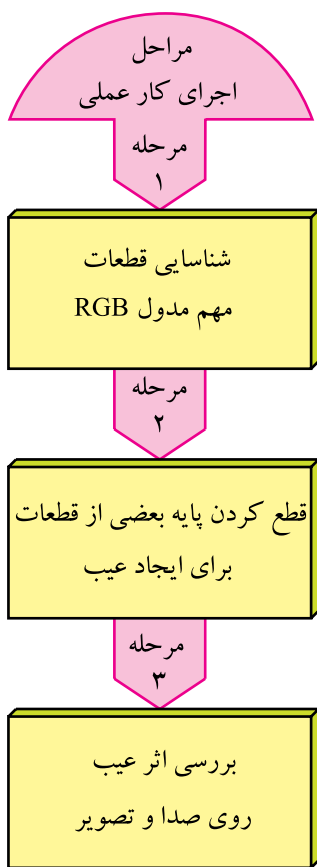 مراحل
اجرای کار عملی
مرحله
۱
شناسایی قطعات
مهم مدول RGB
مرحله
۲
قطع کردن پایه بعضی از قطعات
برای ایجاد عیب
مرحله
۳
بررسی اثر عیب
روی صدا و تصویر